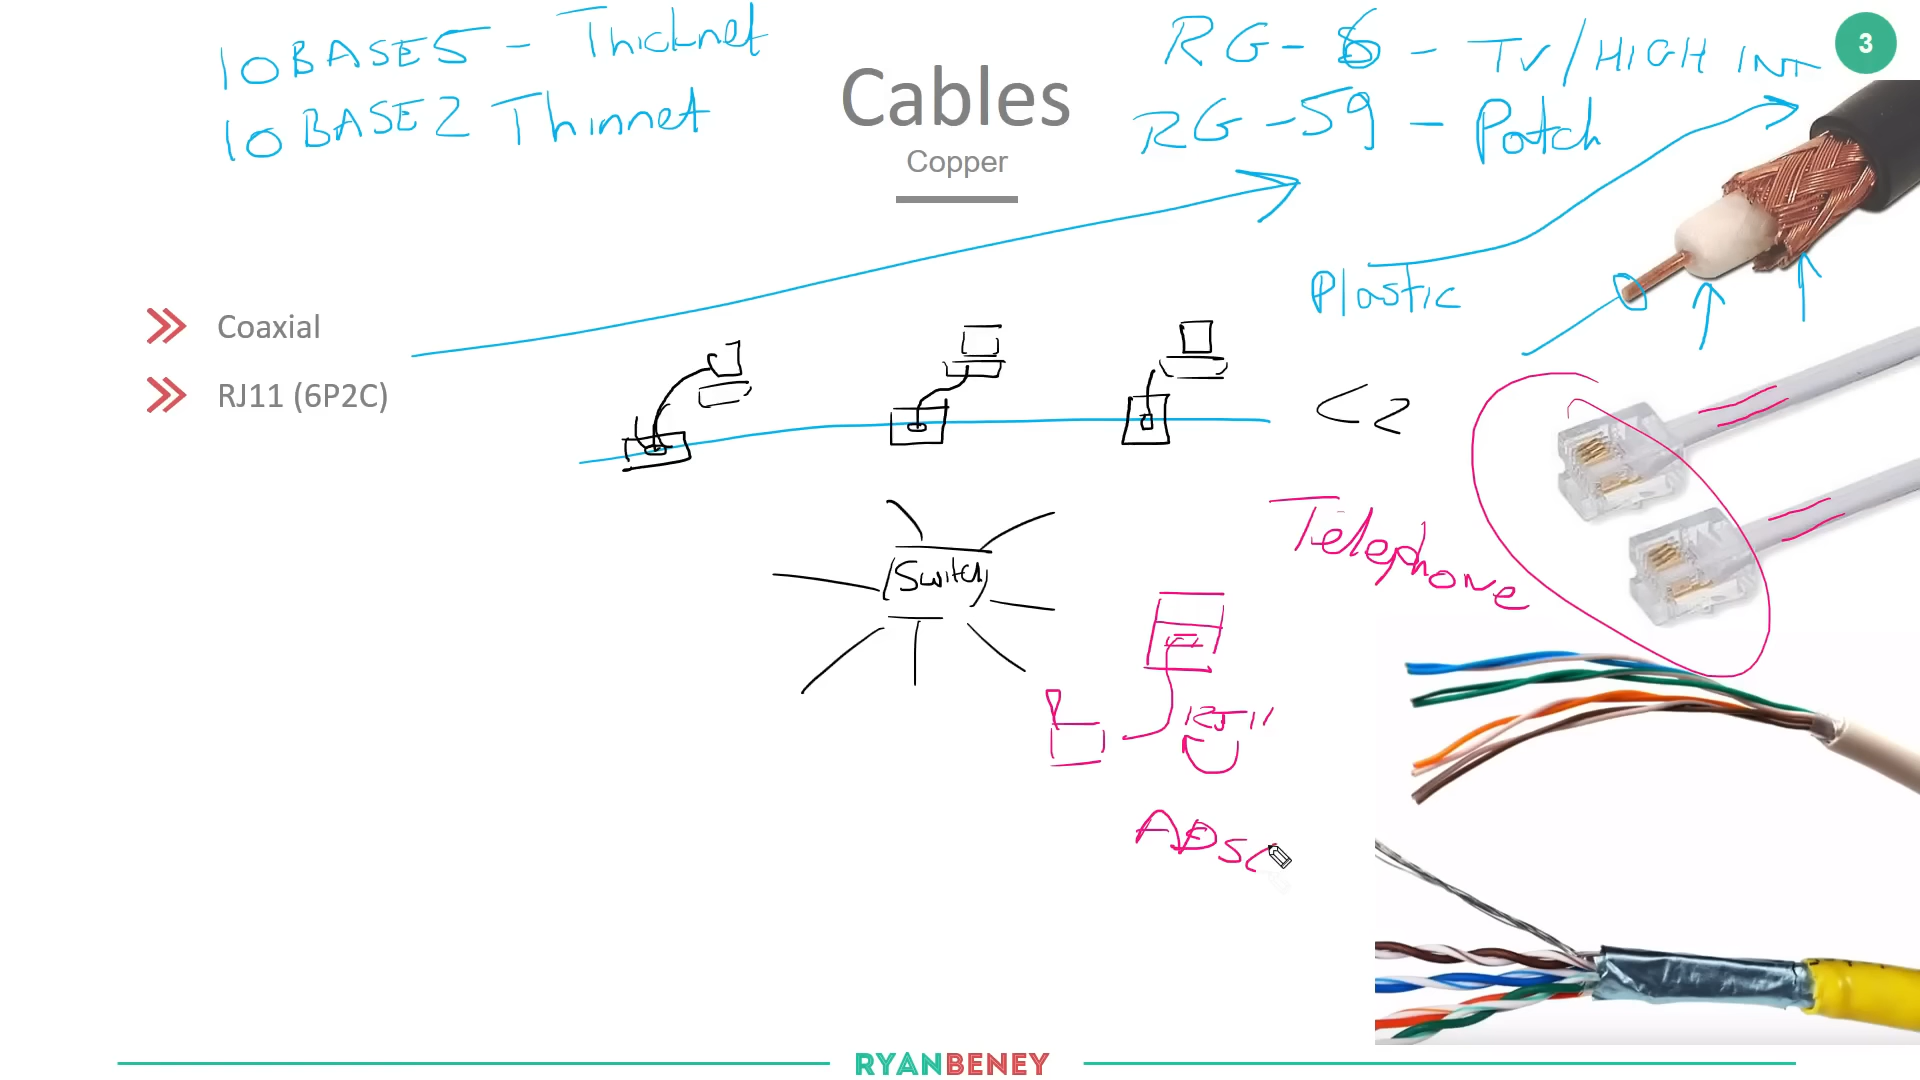 10BASE5 - Thicknet
10BASE2 Thinnet
Cables
Copper
RG-6 - TV/HIGH INT
RG-59 - Patch
3
Plastic
Coaxial
RJ11 (6P2C)
<2
Telephone
Switch
RJ11
ADSL
RYANBENEY